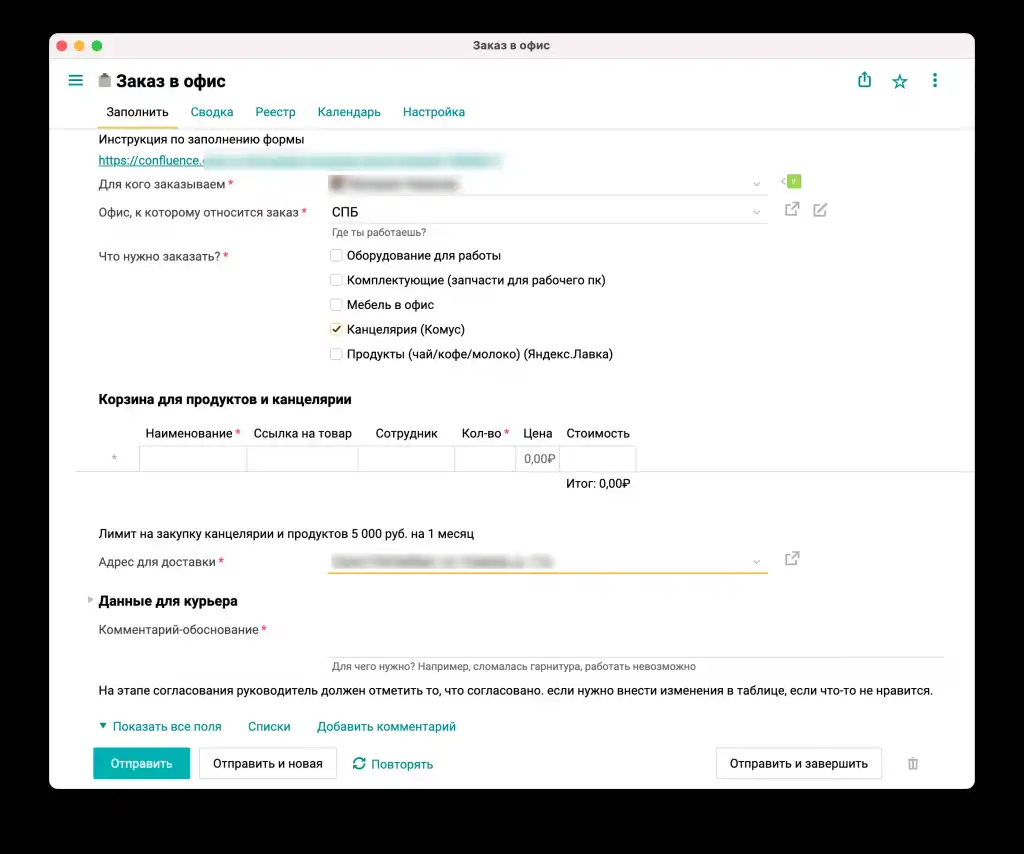 Заказ в офис
Заказ в офис
Заполнить Сводка Реестр Календарь Настройка
Инструкция по заполнению формы
https://confluence.
Для кого заказываем *
Офис, к которому относится заказ * СПБ
Где ты работаешь?
Что нужно заказать? * Оборудование для работы
Комплектующие (запчасти для рабочего пк)
Мебель в офис
Канцелярия (Комус)
Продукты (чай/кофе/молоко) (Яндекс.Лавка)
Корзина для продуктов и канцелярии
Наименование * Ссылка на товар Сотрудник Кол-во * Цена Стоимость
* 0,00₽
Итог: 0,00₽
Лимит на закупку канцелярии и продуктов 5 000 руб. на 1 месяц
Адрес для доставки *
Данные для курьера
Комментарий-обоснование *
Для чего нужно? Например, сломалась гарнитура, работать невозможно
На этапе согласования руководитель должен отметить то, что согласовано. если нужно внести изменения в таблице, если что-то не нравится.
Показать все поля Списки Добавить комментарий
Отправить Отправить и новая Повторять Отправить и завершить